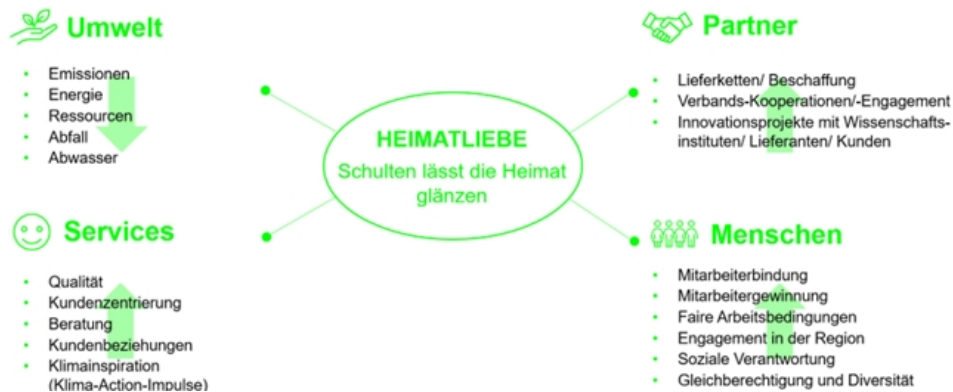 Umwelt
Emissionen
Energie
Ressourcen
Abfall
Abwasser
Partner
Lieferketten/ Beschaffung
Verbands-Kooperationen/-Engagement
Innovationsprojekte mit Wissenschafts-
instituten/ Lieferanten/ Kunden
HEIMATLIEBE
Schulten lässt die Heimat
glänzen
Services
Qualität
Kundenzentrierung
Beratung
Kundenbeziehungen
Klimainspiration
(Klima-Action-Impulse)
Menschen
Mitarbeiterbindung
Mitarbeitergewinnung
Faire Arbeitsbedingungen
Engagement in der Region
Soziale Verantwortung
Gleichberechtigung und Diversität